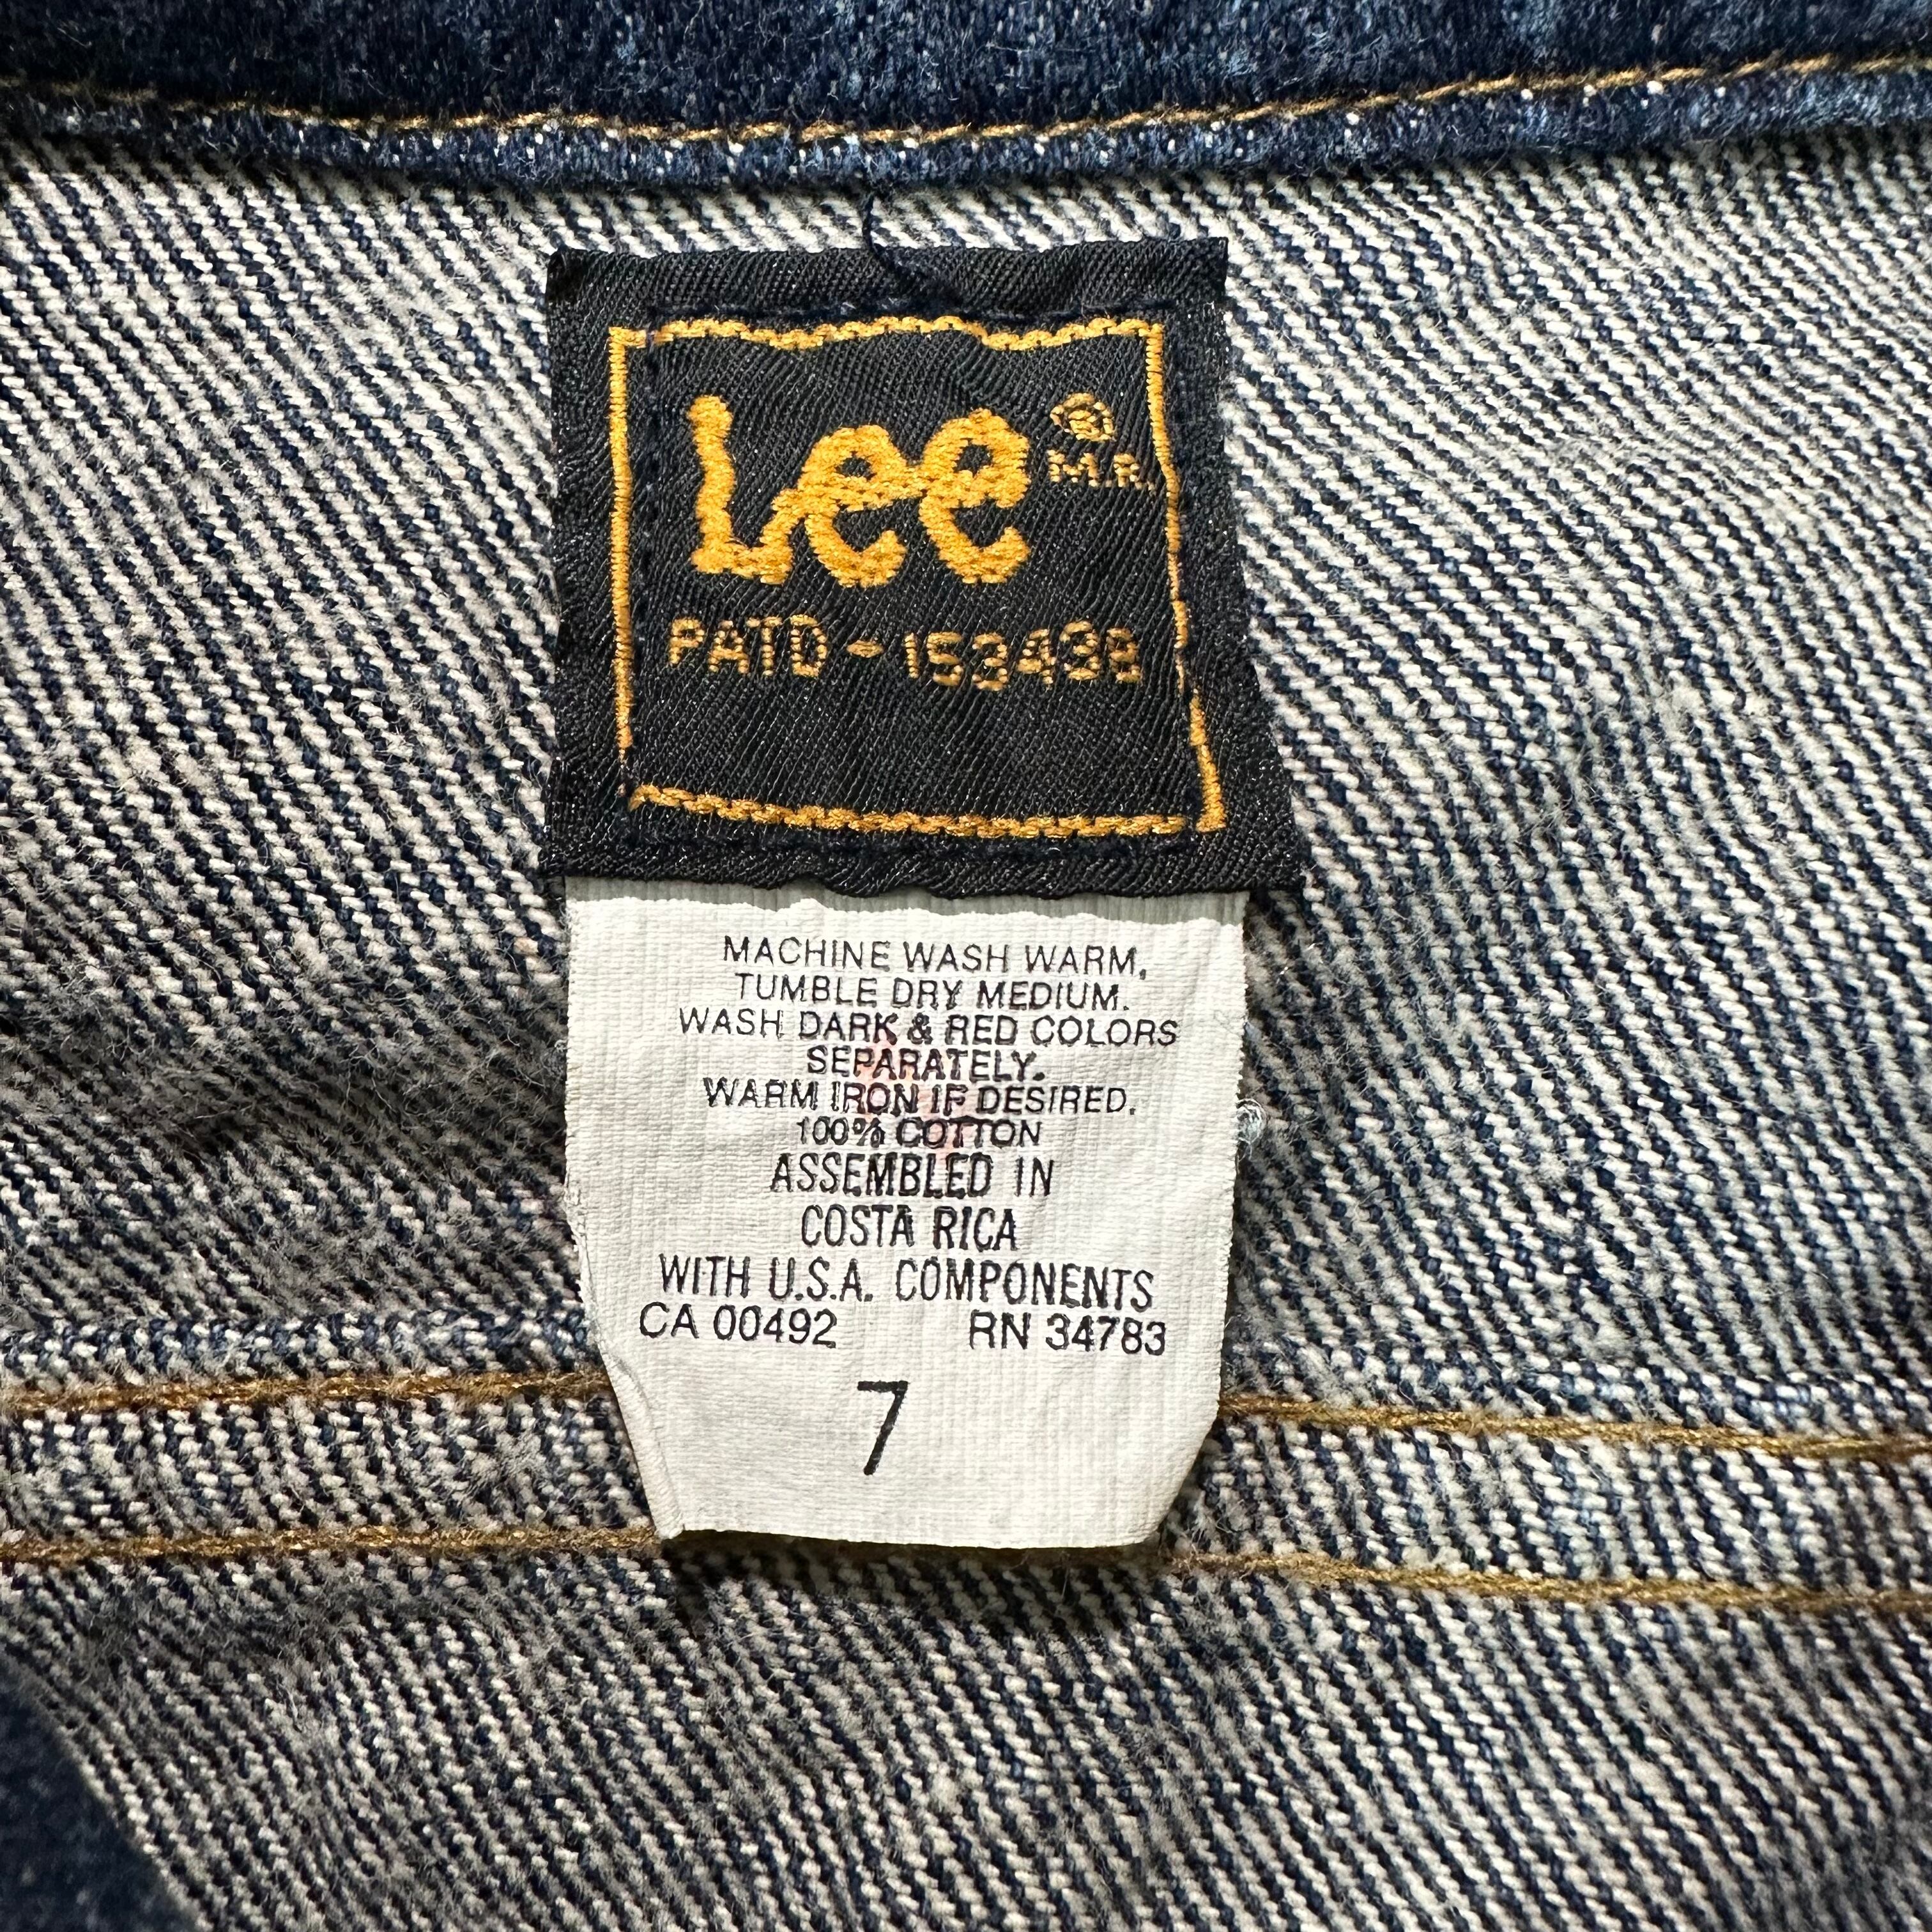 Lee®
M.R.
PATD-153438
MACHINE WASH WARM,
TUMBLE DRY MEDIUM.
WASH DARK & RED COLORS
SEPARATELY.
WARM IRON IF DESIRED.
100% COTTON
ASSEMBLED IN
COSTA RICA
WITH U.S.A. COMPONENTS
CA 00492 RN 34783
7